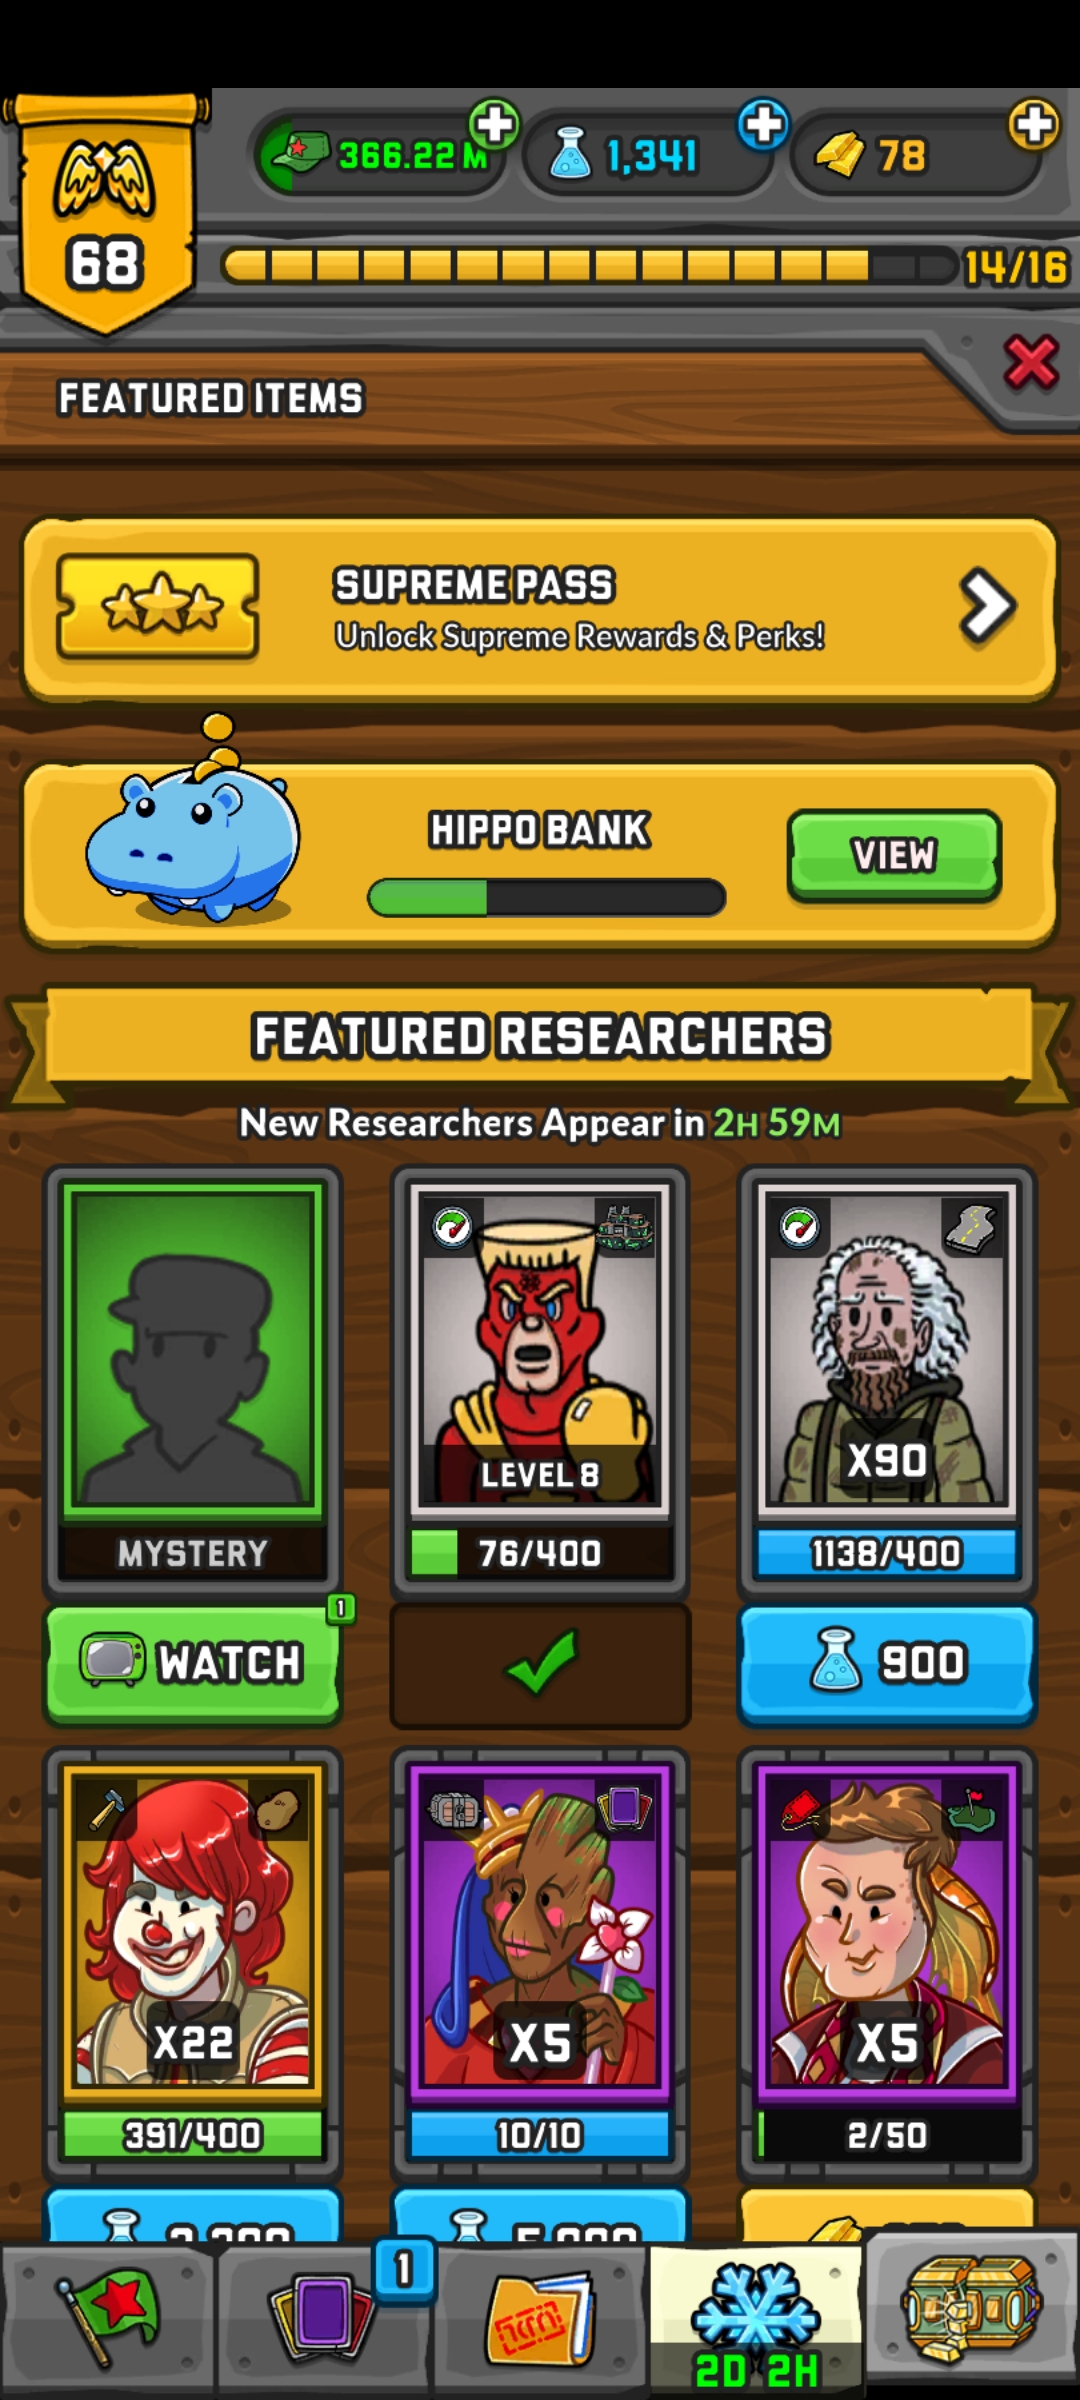 366.22 M
1,341
78
68
14/16
FEATURED ITEMS
SUPREME PASS
Unlock Supreme Rewards & Perks!
HIPPO BANK
VIEW
FEATURED RESEARCHERS
New Researchers Appear in 2H 59M
LEVEL 8
X90
MYSTERY
76/400
1138/400
1
WATCH
900
X22
X5
X5
391/400
10/10
2/50
1
2D 2H